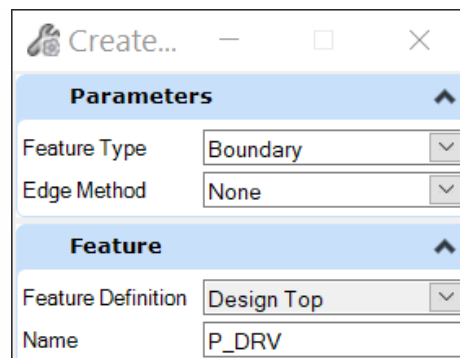 Create...
Parameters
Feature Type Boundary
Edge Method None
Feature
Feature Definition Design Top
Name P_DRV